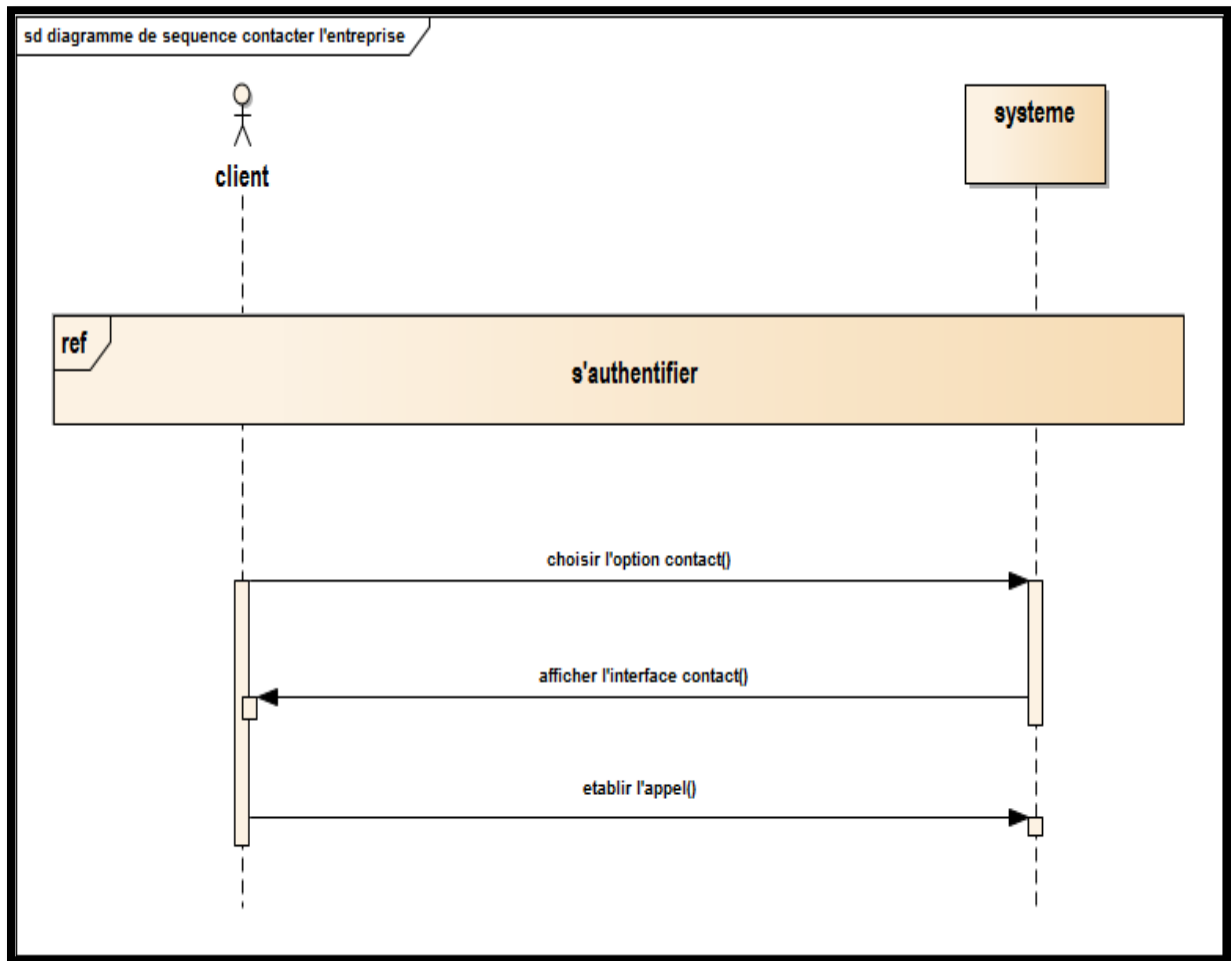 sd diagramme de sequence contacter l'entreprise
client
systeme
ref
s'authentifier
choisir l'option contact()
afficher l'interface contact()
etablir l'appel()